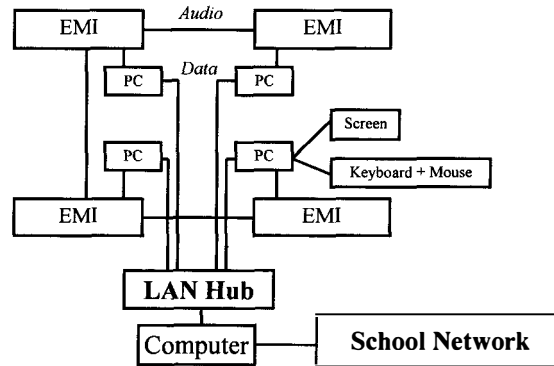 EMI
Audio
EMI
PC
Data
PC
Screen
PC
PC
Keyboard + Mouse
EMI
EMI
LAN Hub
Computer
School Network